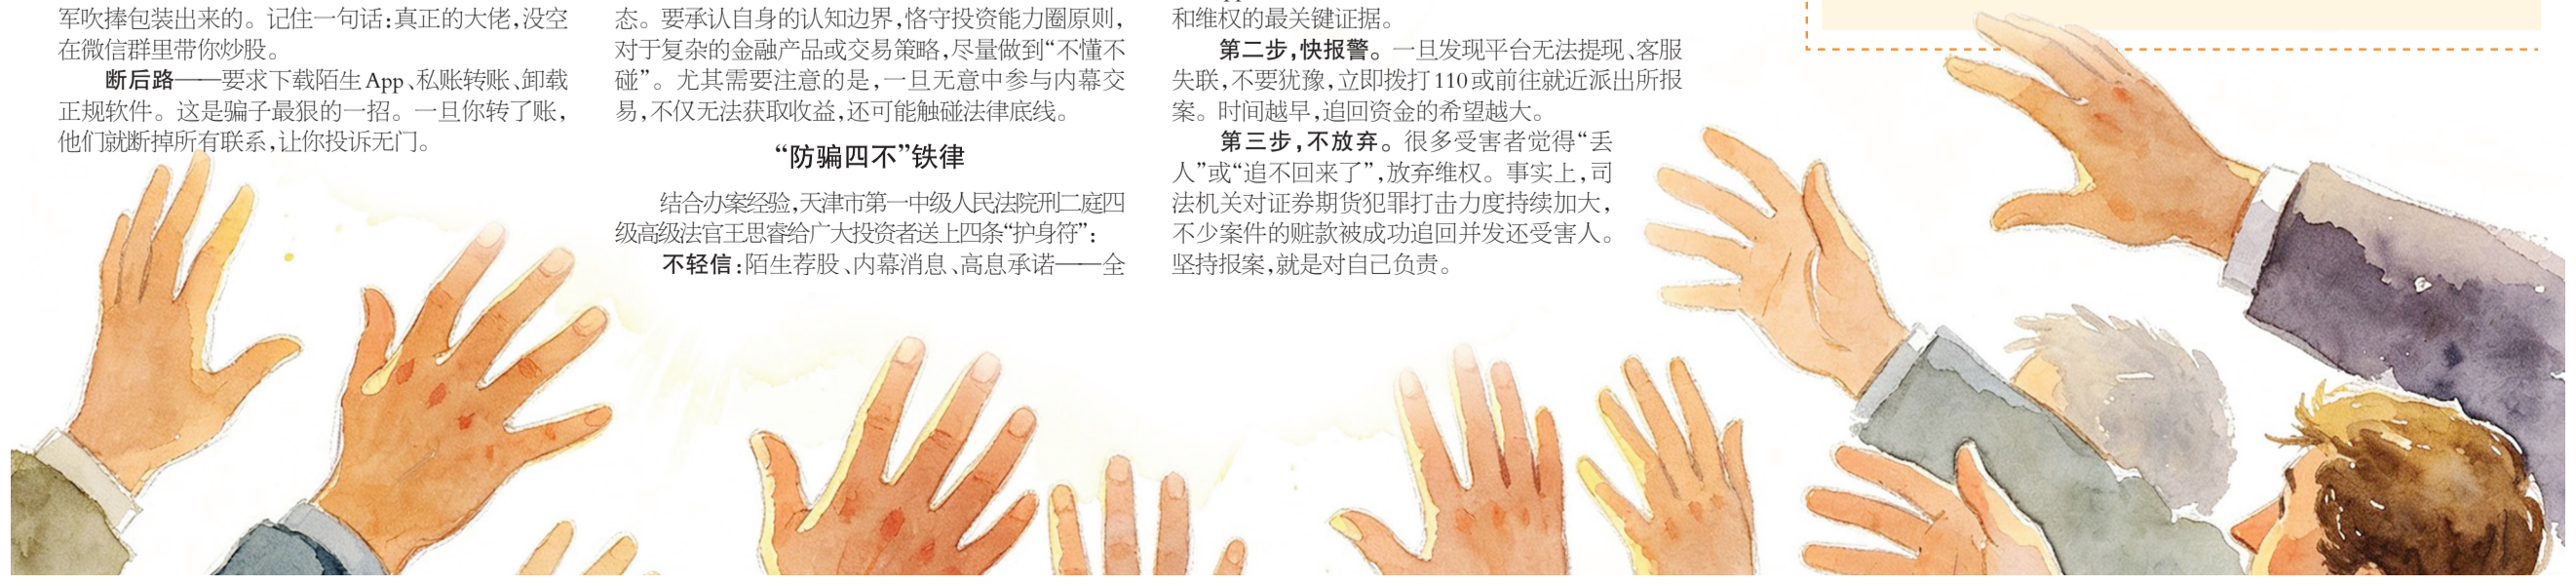 军吹捧包装出来的。记住一句话:真正的大佬,没空
在微信群里带你炒股。
断后路——要求下载陌生App、私账转账、卸载
正规软件。这是骗子最狠的一招。一旦你转了账,
他们就断掉所有联系,让你投诉无门。
态。要承认自身的认知边界,恪守投资能力圈原则,
对于复杂的金融产品或交易策略,尽量做到“不懂不
碰”。尤其需要注意的是,一旦无意中参与内幕交
易,不仅无法获取收益,还可能触碰法律底线。
“防骗四不”铁律
结合办案经验,天津市第一中级人民法院刑二庭四
级高级法官王思睿给广大投资者送上四条“护身符”:
不轻信:陌生荐股、内幕消息、高息承诺——全
和维权的最关键证据。
第二步,快报警。一旦发现平台无法提现、客服
失联,不要犹豫,立即拨打110或前往就近派出所报
案。时间越早,追回资金的希望越大。
第三步,不放弃。很多受害者觉得“丢
人”或“追不回来了”,放弃维权。事实上,司
法机关对证券期货犯罪打击力度持续加大,
不少案件的赃款被成功追回并发还受害人。
坚持报案,就是对自己负责。